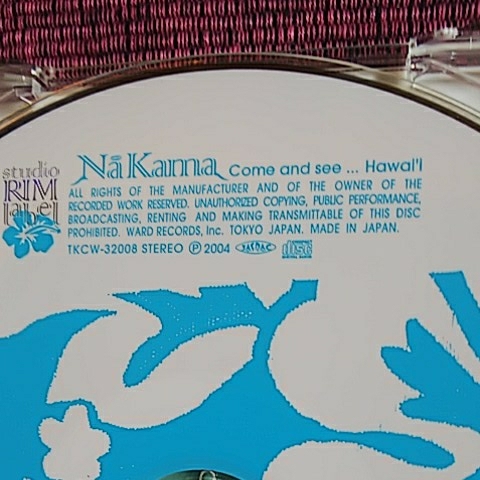 studio
RIM
label
Nā Kama Come and see ... Hawai'i
ALL RIGHTS OF THE MANUFACTURER AND OF THE OWNER OF THE
RECORDED WORK RESERVED. UNAUTHORIZED COPYING, PUBLIC PERFORMANCE,
BROADCASTING, RENTING AND MAKING TRANSMITTABLE OF THIS DISC
PROHIBITED. WARD RECORDS, Inc. TOKYO JAPAN. MADE IN JAPAN.
TKCW-32008 STEREO Ⓟ 2004 JASRAC disc